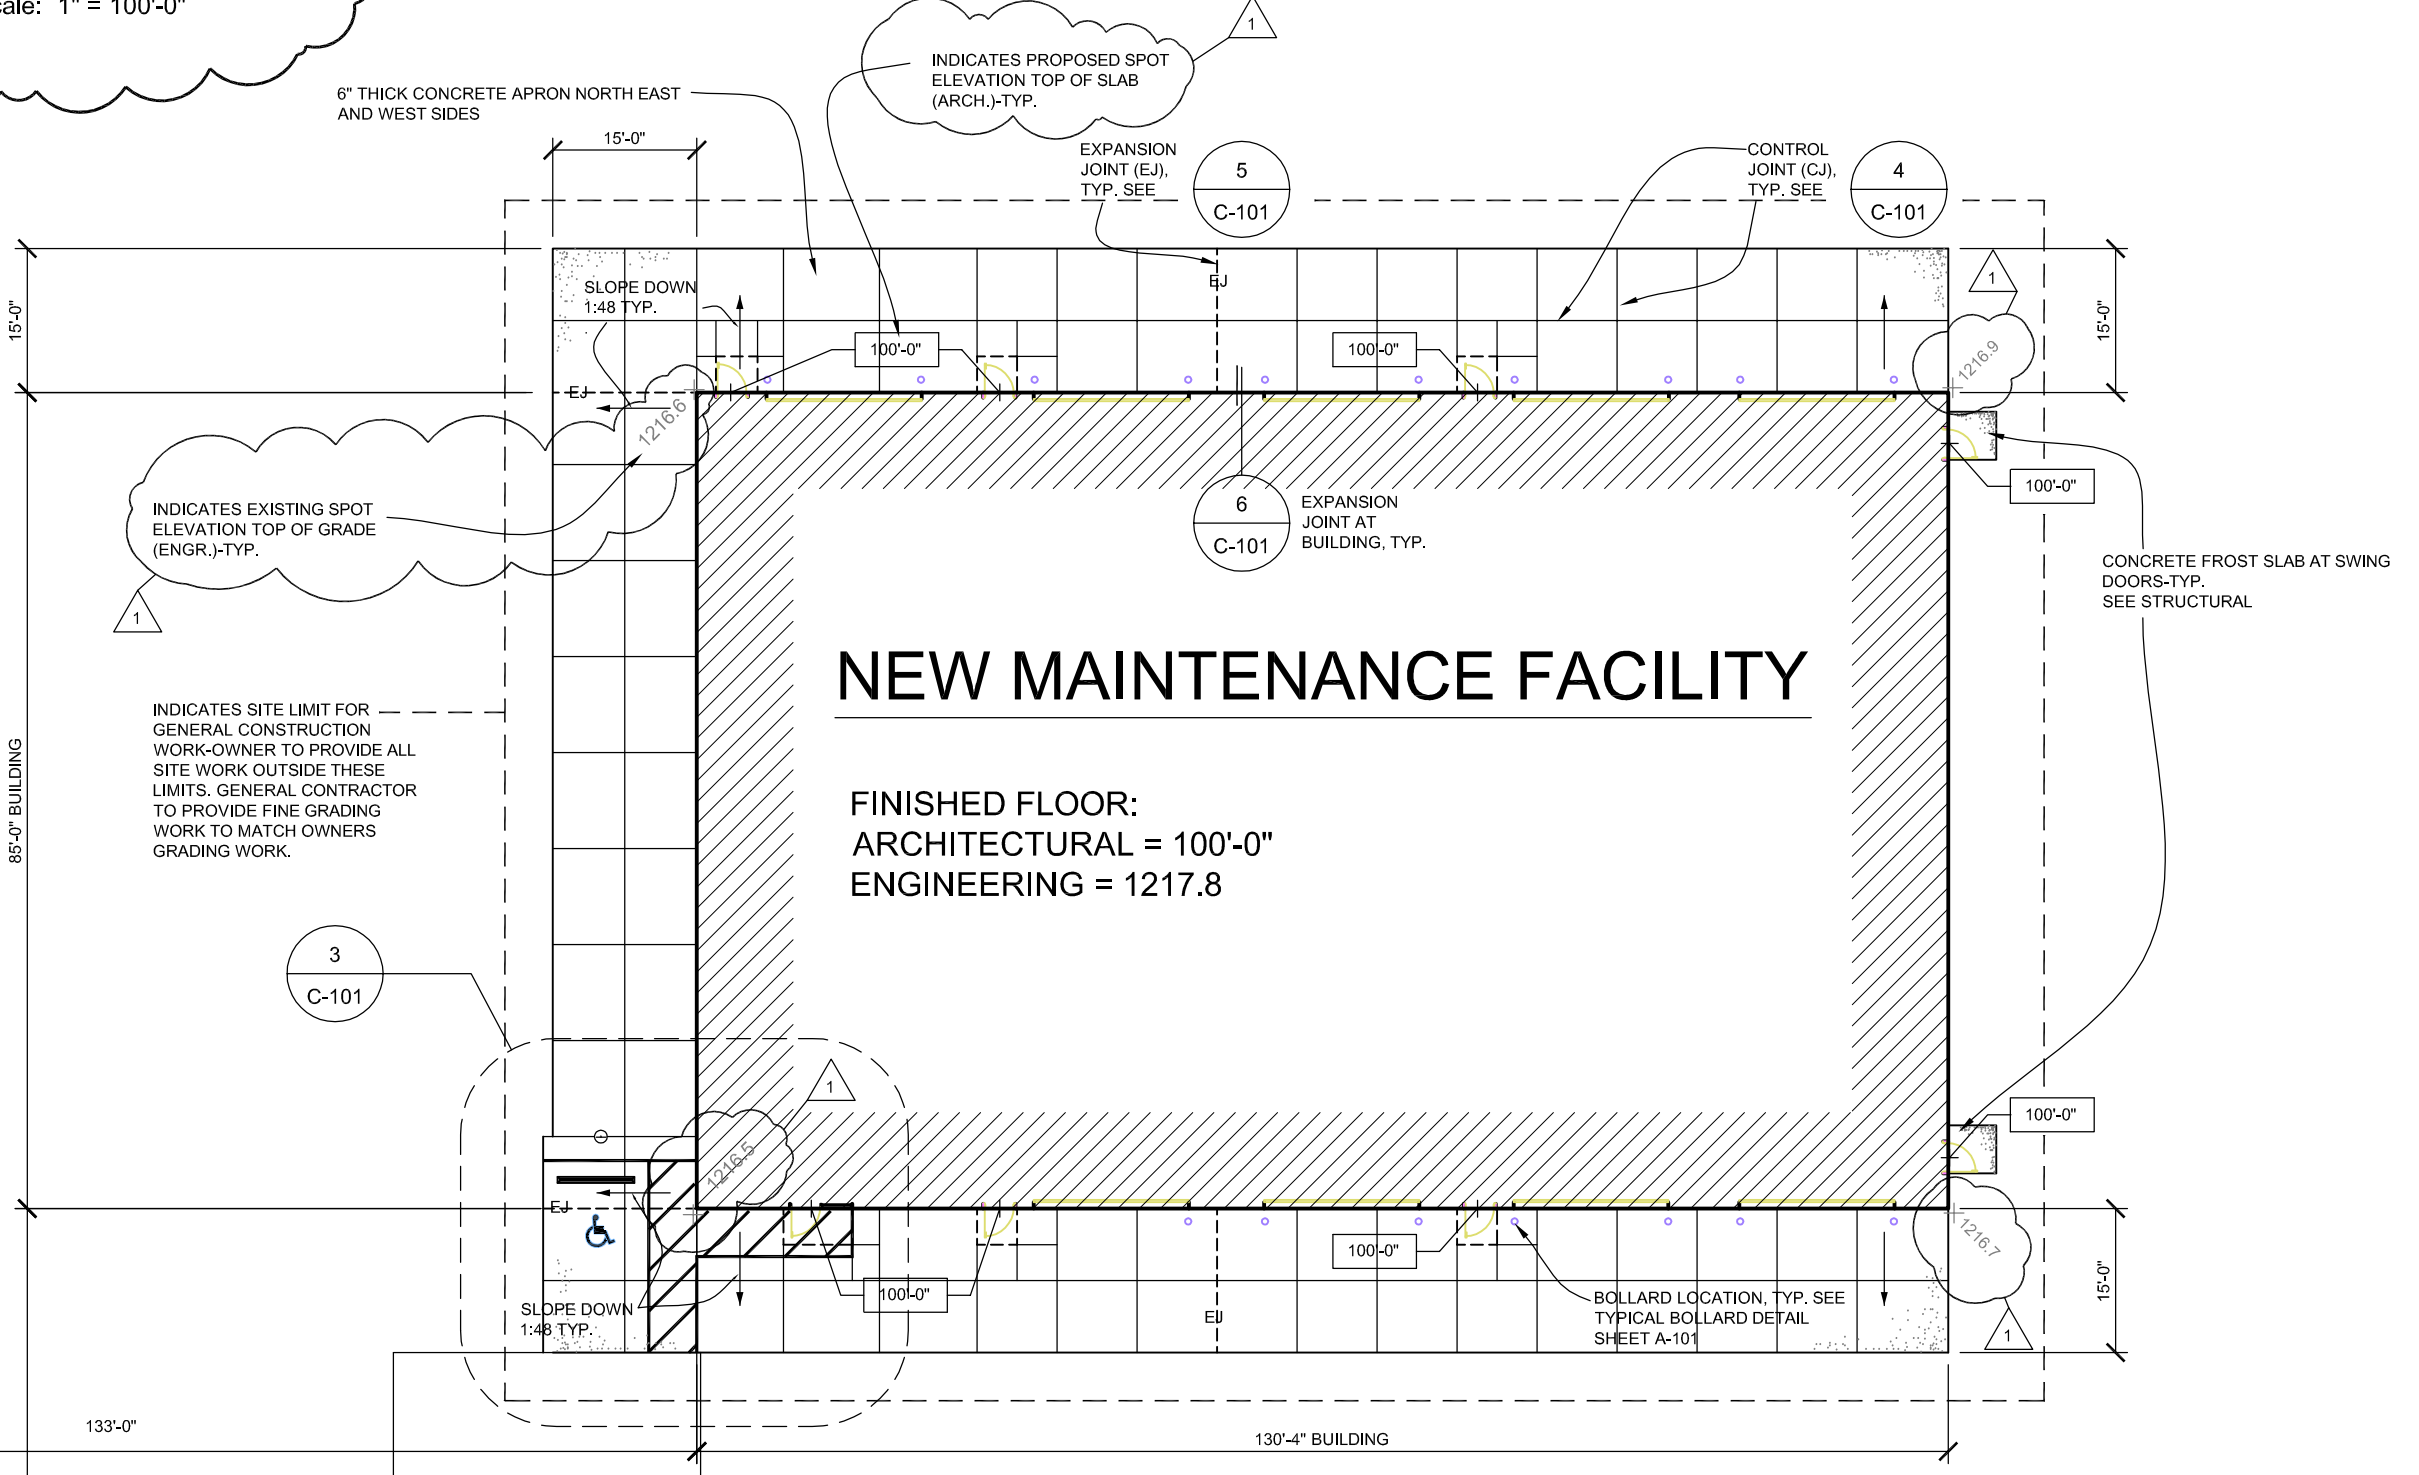 cale: 1" = 100'-0"
1
INDICATES PROPOSED SPOT
ELEVATION TOP OF SLAB
(ARCH.)-TYP.
6" THICK CONCRETE APRON NORTH EAST
AND WEST SIDES
15'-0"
EXPANSION
JOINT (EJ),
TYP. SEE
5
C-101
CONTROL
JOINT (CJ),
TYP. SEE
4
C-101
15'-0"
SLOPE DOWN
1:48 TYP.
EJ
1
15'-0"
100'-0"
100'-0"
1216.9
EJ
1216.6
100'-0"
INDICATES EXISTING SPOT
ELEVATION TOP OF GRADE
(ENGR.)-TYP.
6
C-101
EXPANSION
JOINT AT
BUILDING, TYP.
CONCRETE FROST SLAB AT SWING
DOORS-TYP.
SEE STRUCTURAL
1
NEW MAINTENANCE FACILITY
INDICATES SITE LIMIT FOR
GENERAL CONSTRUCTION
WORK-OWNER TO PROVIDE ALL
SITE WORK OUTSIDE THESE
LIMITS. GENERAL CONTRACTOR
TO PROVIDE FINE GRADING
WORK TO MATCH OWNERS
GRADING WORK.
85'-0" BUILDING
FINISHED FLOOR:
ARCHITECTURAL = 100'-0"
ENGINEERING = 1217.8
3
C-101
1
100'-0"
1216.5
EJ
1216.7
100'-0"
100'-0"
15'-0"
SLOPE DOWN
1:48 TYP.
EJ
BOLLARD LOCATION, TYP. SEE
TYPICAL BOLLARD DETAIL
SHEET A-101
1
133'-0"
130'-4" BUILDING